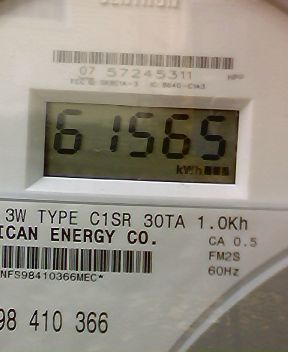 07 57245311
61565
kWh
3W TYPE C1SR 30TA 1.0Kh
ICAN ENERGY CO.
CA 0.5
FM2S
60Hz
NFS98410366MEC*
98 410 366